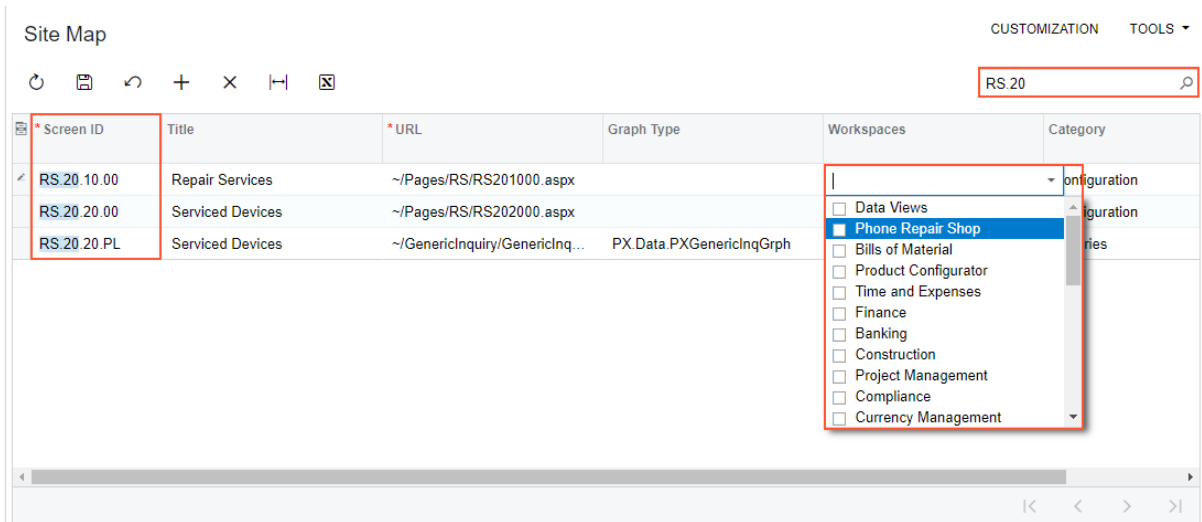 Site Map
CUSTOMIZATION TOOLS
RS.20
* Screen ID Title * URL Graph Type Workspaces Category
RS.20.10.00 Repair Services ~/Pages/RS/RS201000.aspx onfiguration
RS.20.20.00 Serviced Devices ~/Pages/RS/RS202000.aspx iguration
RS.20.20.PL Serviced Devices ~/GenericInquiry/GenericInq... PX.Data.PXGenericInqGrph ries
Data Views
Phone Repair Shop
Bills of Material
Product Configurator
Time and Expenses
Finance
Banking
Construction
Project Management
Compliance
Currency Management